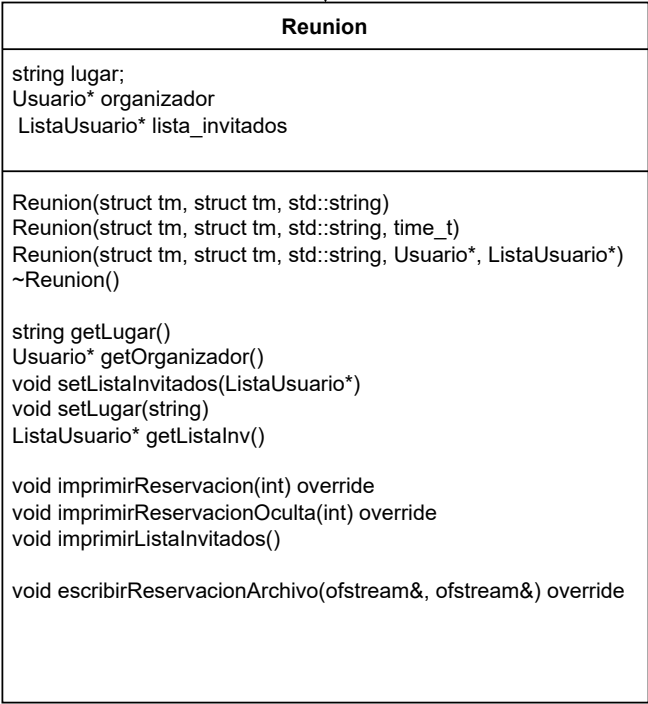 Reunion
string lugar;
Usuario* organizador
ListaUsuario* lista_invitados
Reunion(struct tm, struct tm, std::string)
Reunion(struct tm, struct tm, std::string, time_t)
Reunion(struct tm, struct tm, std::string, Usuario*, ListaUsuario*)
~Reunion()
string getLugar()
Usuario* getOrganizador()
void setListaInvitados(ListaUsuario*)
void setLugar(string)
ListaUsuario* getListaInv()
void imprimirReservacion(int) override
void imprimirReservacionOculta(int) override
void imprimirListaInvitados()
void escribirReservacionArchivo(ofstream&, ofstream&) override